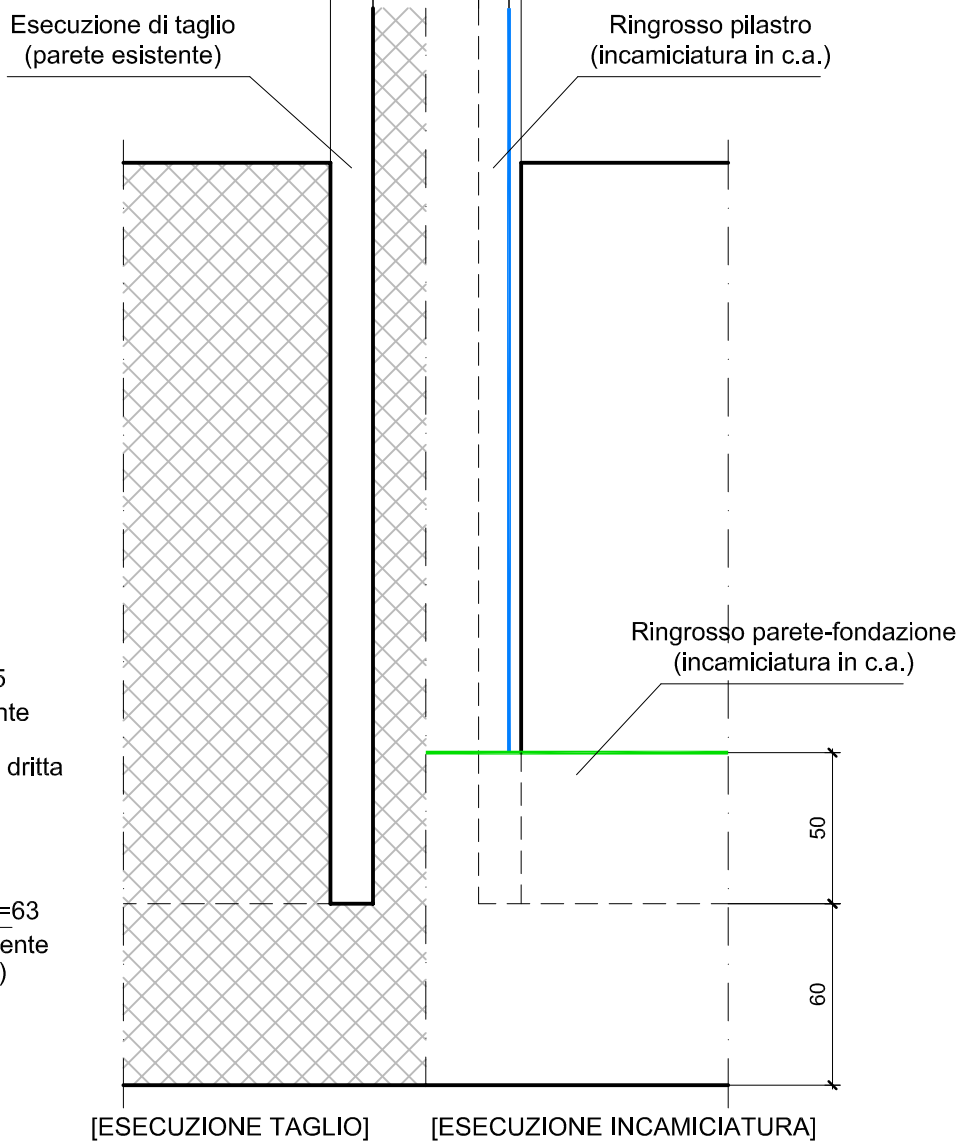 Esecuzione di taglio
(parete esistente)
Ringrosso pilastro
(incamiciatura in c.a.)
Ringrosso parete-fondazione
(incamiciatura in c.a.)
dritta
=63
50
60
[ESECUZIONE TAGLIO]
[ESECUZIONE INCAMICIATURA]